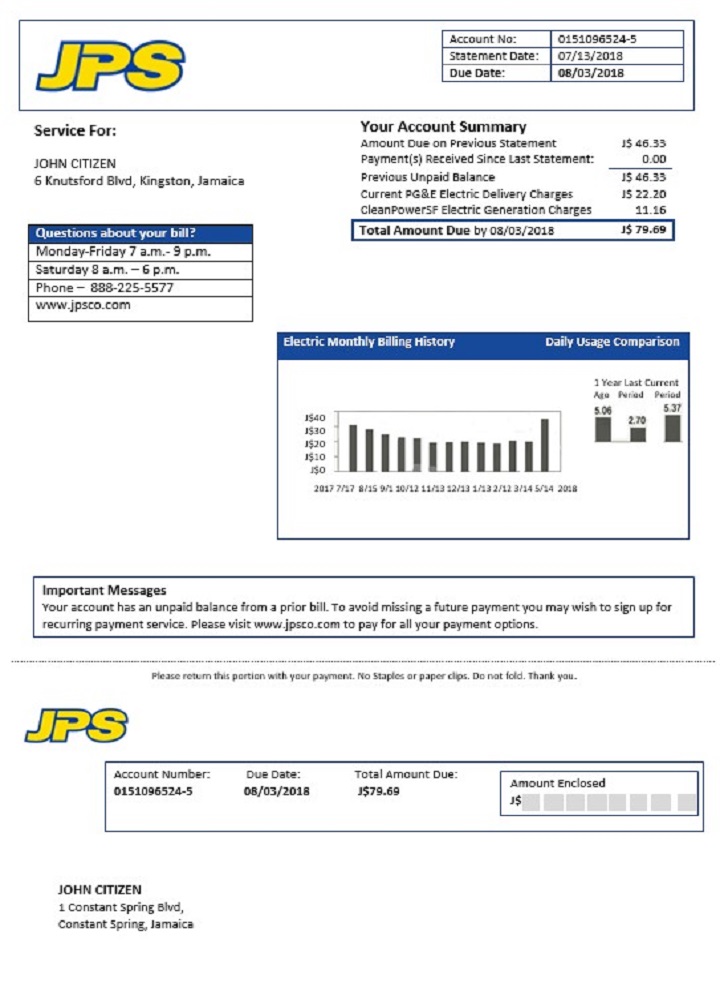 JPS
Account No: 0151096524-5
Statement Date: 07/13/2018
Due Date: 08/03/2018
Service For:
JOHN CITIZEN
6 Knutsford Blvd, Kingston, Jamaica
Your Account Summary
Amount Due on Previous Statement J$ 46.33
Payment(s) Received Since Last Statement: 0.00
Previous Unpaid Balance J$ 46.33
Current PG&E Electric Delivery Charges J$ 22.20
CleanPowerSF Electric Generation Charges 11.16
Total Amount Due by 08/03/2018 J$ 79.69
Questions about your bill?
Monday-Friday 7 a.m.- 9 p.m.
Saturday 8 a.m. – 6 p.m.
Phone – 888-225-5577
www.jpsco.com
Electric Monthly Billing History Daily Usage Comparison
1 Year Last Current
Ago Period Period
5.06 2.70 5.37
J$40
J$30
J$20
J$10
J$0
2017 7/17 8/15 9/1 10/12 11/13 12/13 1/13 2/12 3/14 5/14 2018
Important Messages
Your account has an unpaid balance from a prior bill. To avoid missing a future payment you may wish to sign up for
recurring payment service. Please visit www.jpsco.com to pay for all your payment options.
Please return this portion with your payment. No Staples or paper clips. Do not fold. Thank you.
JPS
Account Number: Due Date: Total Amount Due:
0151096524-5 08/03/2018 J$79.69
Amount Enclosed
J$
JOHN CITIZEN
1 Constant Spring Blvd,
Constant Spring, Jamaica